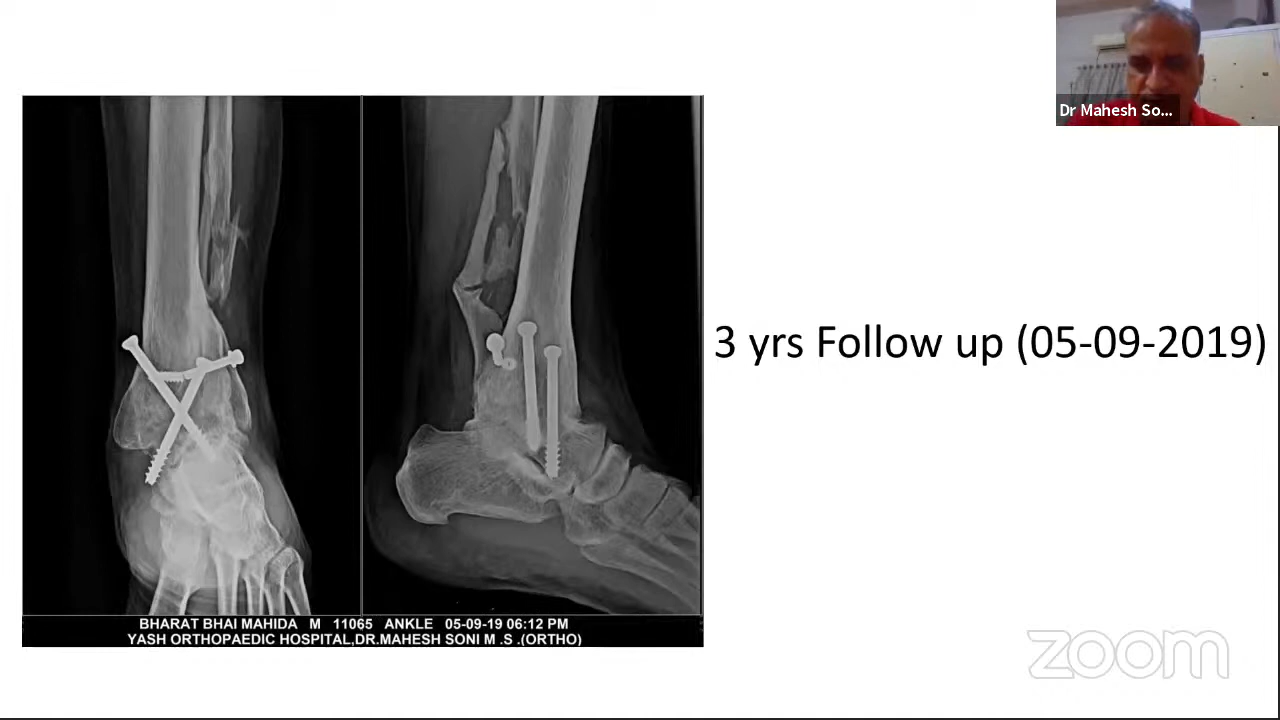 Dr Mahesh So...
3 yrs Follow up (05-09-2019)
BHARAT BHAI MAHIDA M 11065 ANKLE 05-09-19 06:12 PM
YASH ORTHOPAEDIC HOSPITAL,DR.MAHESH SONI M .S .(ORTHO)
zoom